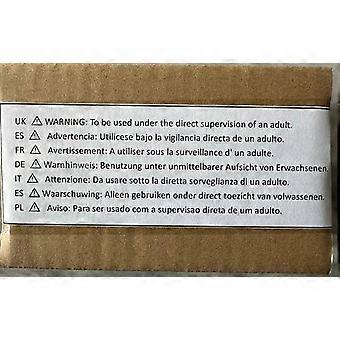 UK ⚠ WARNING: To be used under the direct supervision of an adult.
ES ⚠ Advertencia: Utilicese bajo la vigilancia directa de un adulto.
FR ⚠ Avertissement: A utiliser sous la surveillance d' un adulte.
DE ⚠ Warnhinweis: Benutzung unter unmittelbarer Aufsicht von Erwachsenen.
IT ⚠ Attenzione: Da usare sotto la diretta sorveglianza di un adulto.
ES ⚠ Waarschuwing: Alleen gebruiken onder direct toezicht van volwassenen.
PL ⚠ Aviso: Para ser usado com a supervisao direta de um adulto.